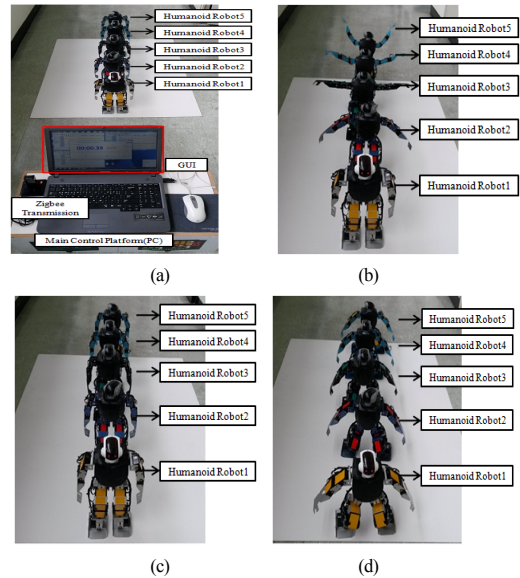 Humanoid Robot5
Humanoid Robot4
Humanoid Robot3
Humanoid Robot2
Humanoid Robot1
GUI
Zigbee
Transmission
Main Control Platform(PC)
(a)
Humanoid Robot5
Humanoid Robot4
Humanoid Robot3
Humanoid Robot2
Humanoid Robot1
(b)
Humanoid Robot5
Humanoid Robot4
Humanoid Robot3
Humanoid Robot2
Humanoid Robot1
(c)
Humanoid Robot5
Humanoid Robot4
Humanoid Robot3
Humanoid Robot2
Humanoid Robot1
(d)